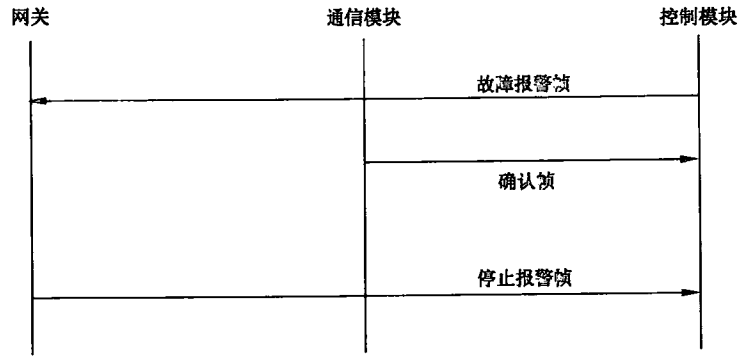 网关
通信模块
控制模块
故障报警帧
确认帧
停止报警帧